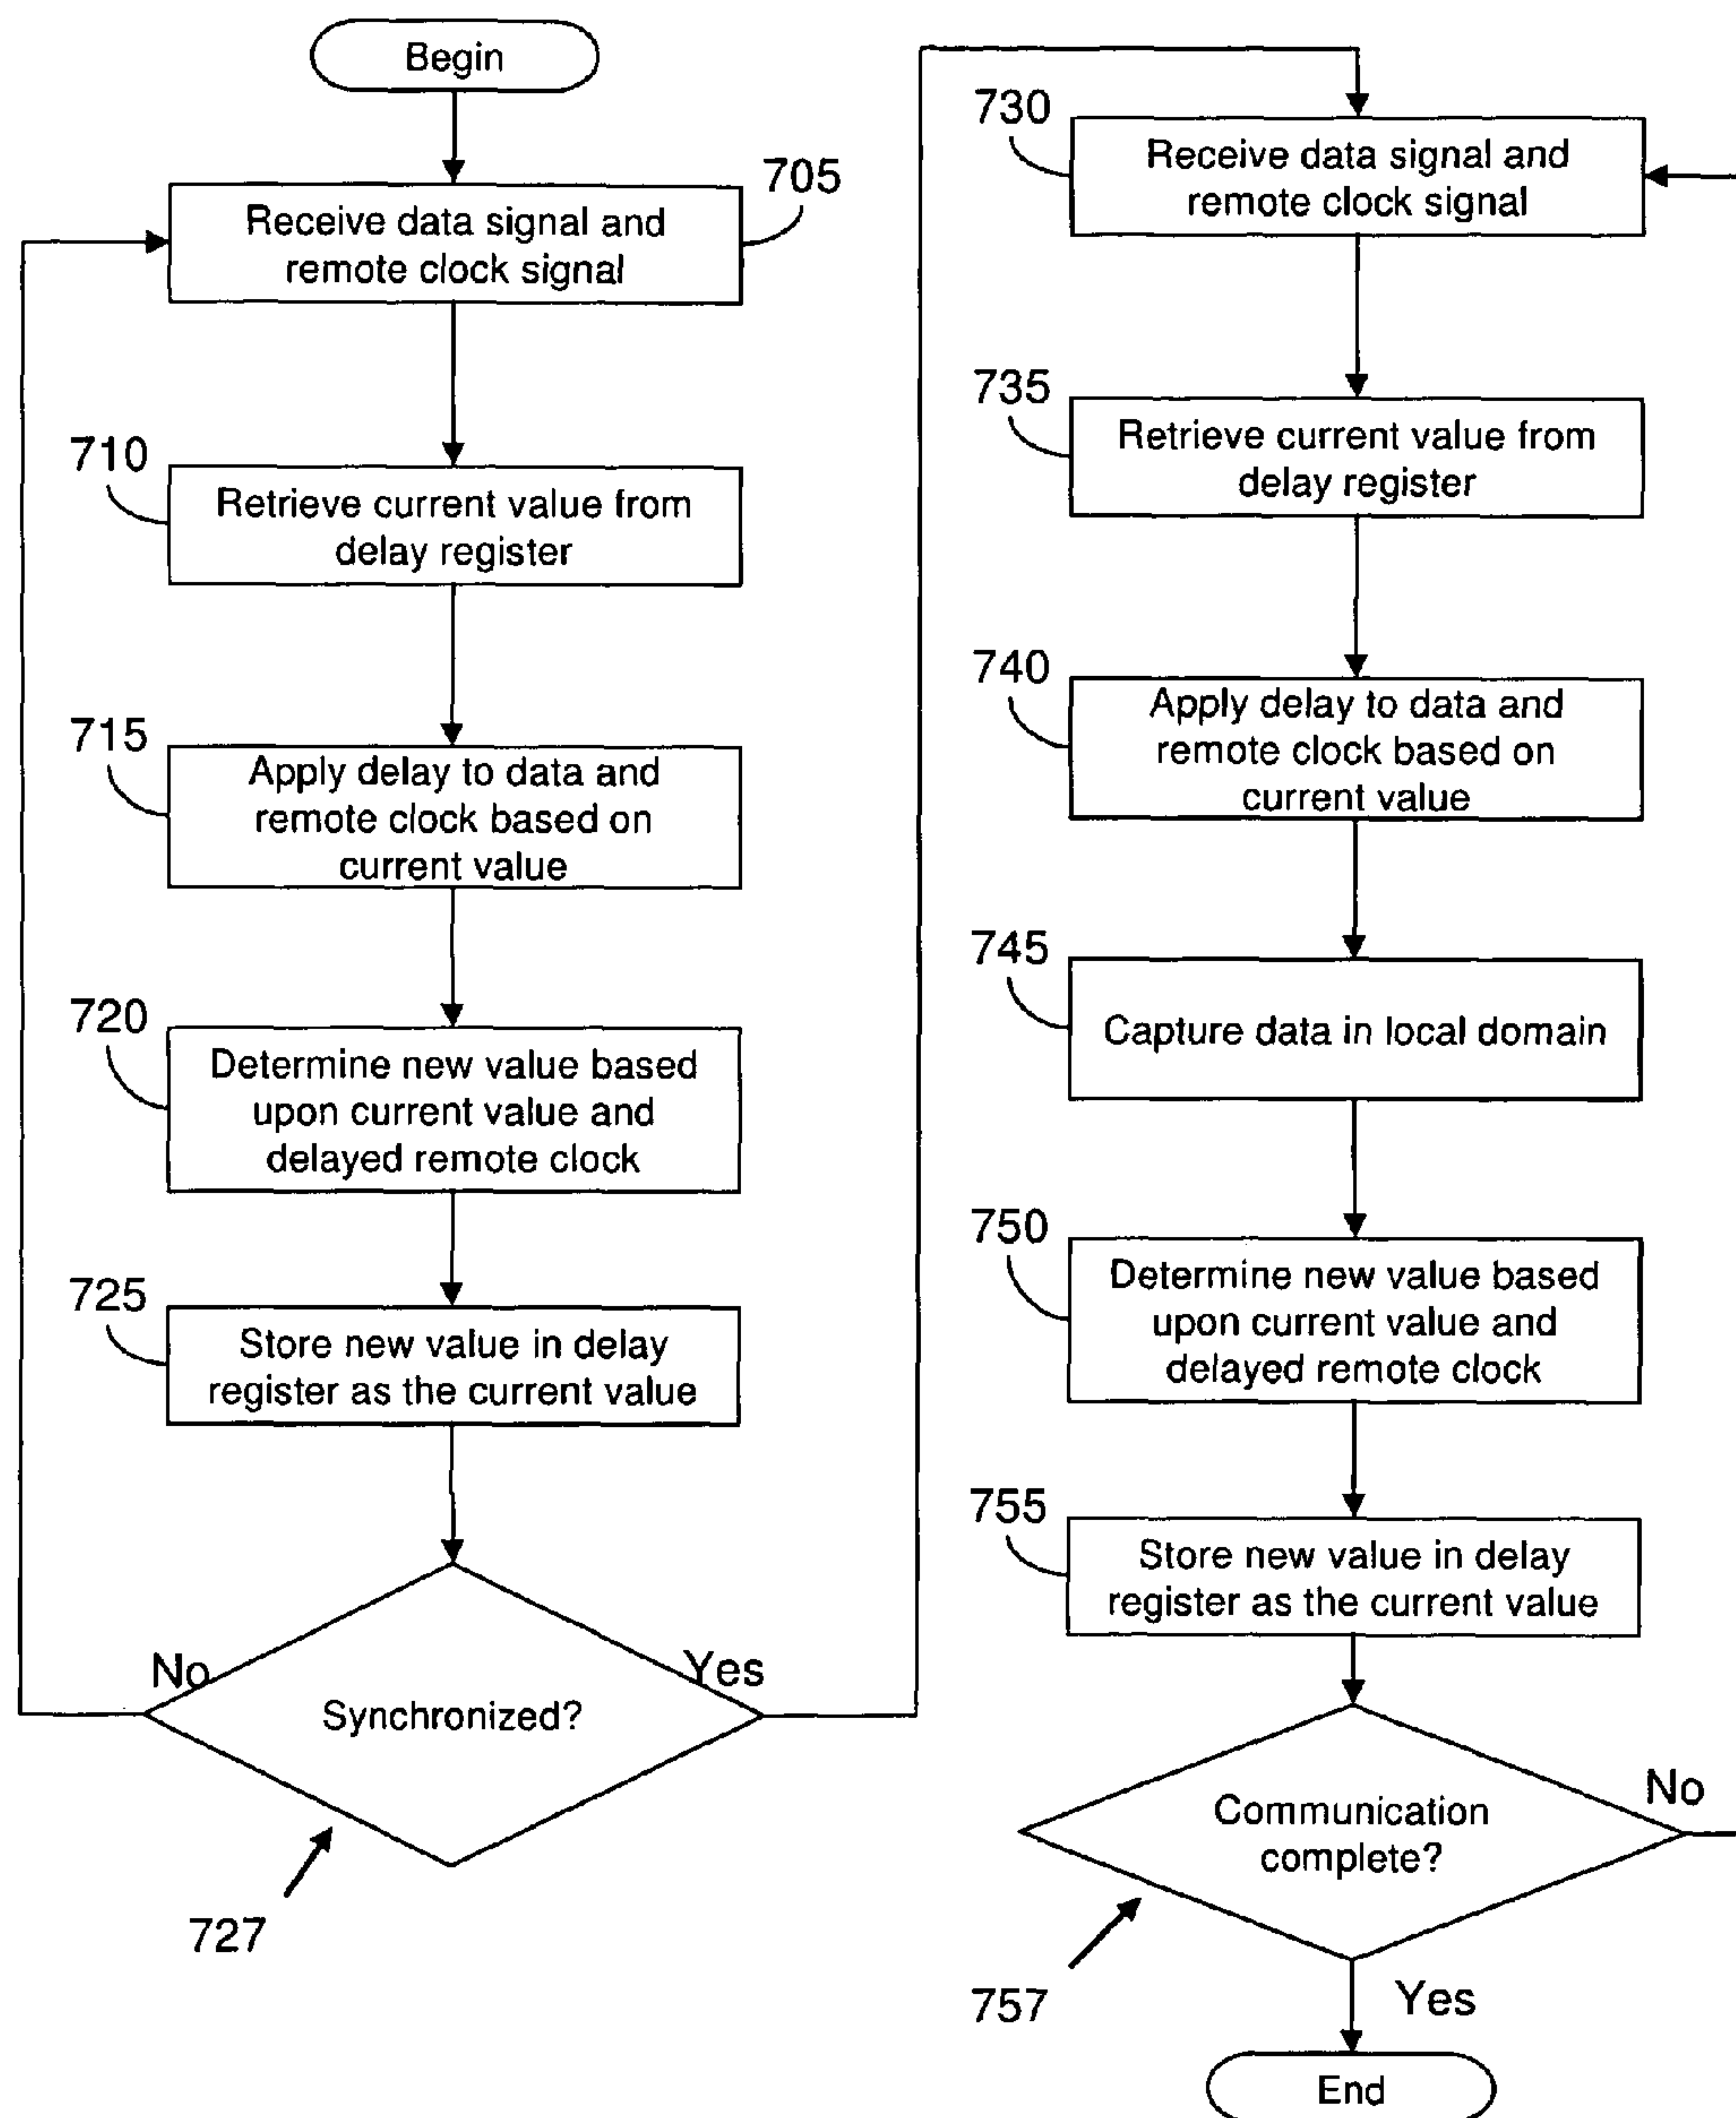 Begin
705
Receive data signal and
remote clock signal
710
Retrieve current value from
delay register
715
Apply delay to data and
remote clock based on
current value
720
Determine new value based
upon current value and
delayed remote clock
725
Store new value in delay
register as the current value
No
Yes
Synchronized?
727
730
Receive data signal and
remote clock signal
735
Retrieve current value from
delay register
740
Apply delay to data and
remote clock based on
current value
745
Capture data in local domain
750
Determine new value based
upon current value and
delayed remote clock
755
Store new value in delay
register as the current value
No
Communication
complete?
757
Yes
End